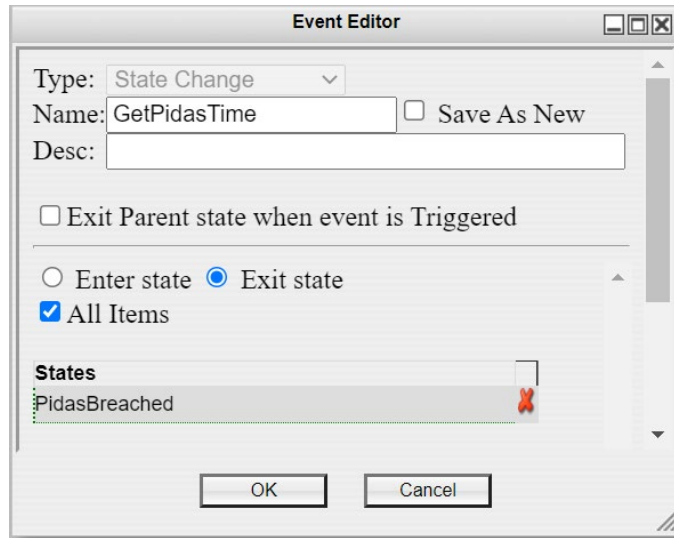 Event Editor
Type: State Change
Name: GetPidasTime Save As New
Desc:
Exit Parent state when event is Triggered
Enter state Exit state
All Items
States
PidasBreached
OK Cancel